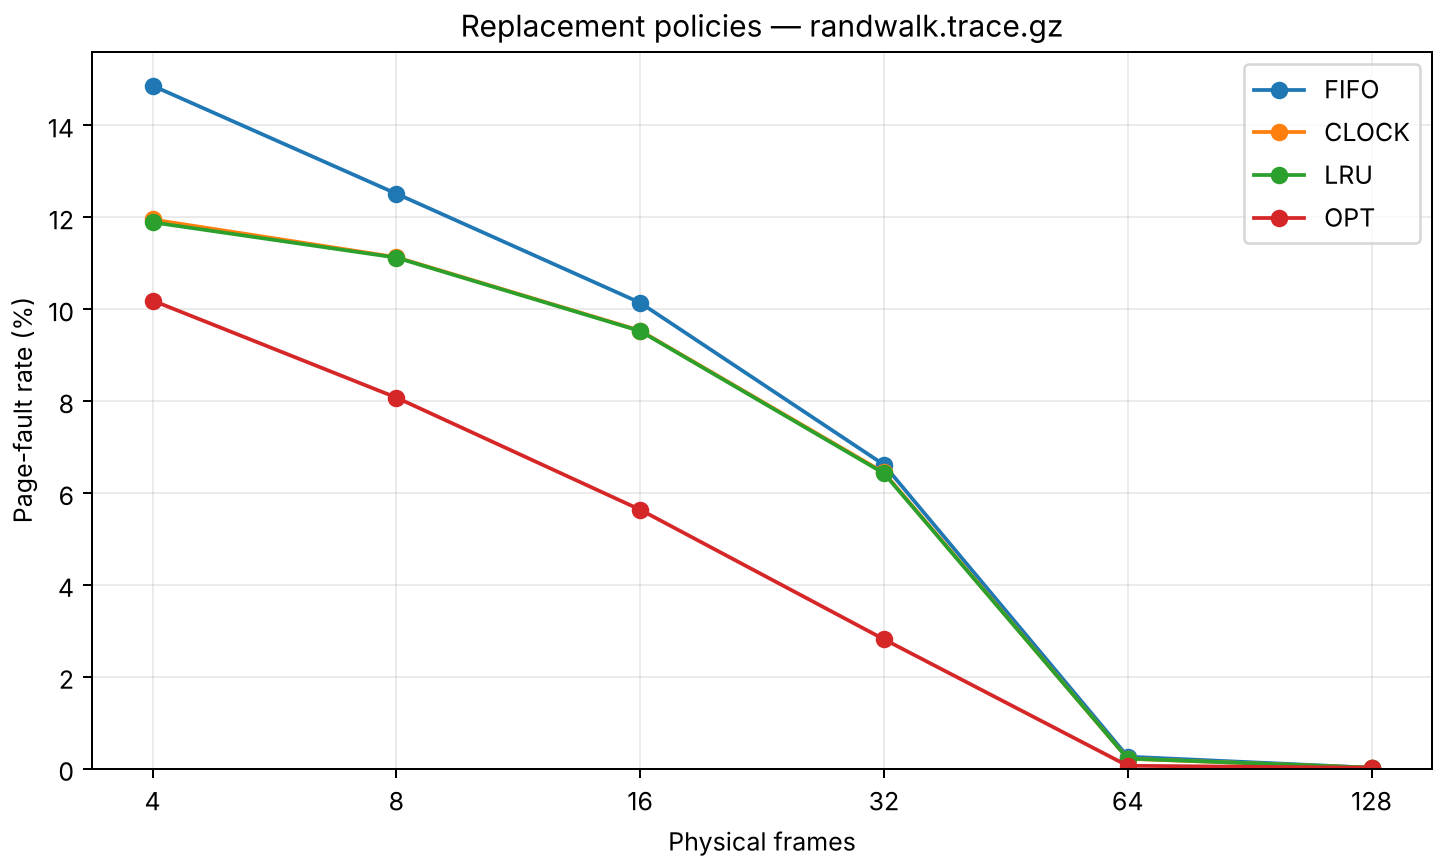 Replacement policies — randwalk.trace.gz
FIFO
CLOCK
LRU
OPT
Page-fault rate (%)
14
12
10
8
6
4
2
0
4 8 16 32 64 128
Physical frames